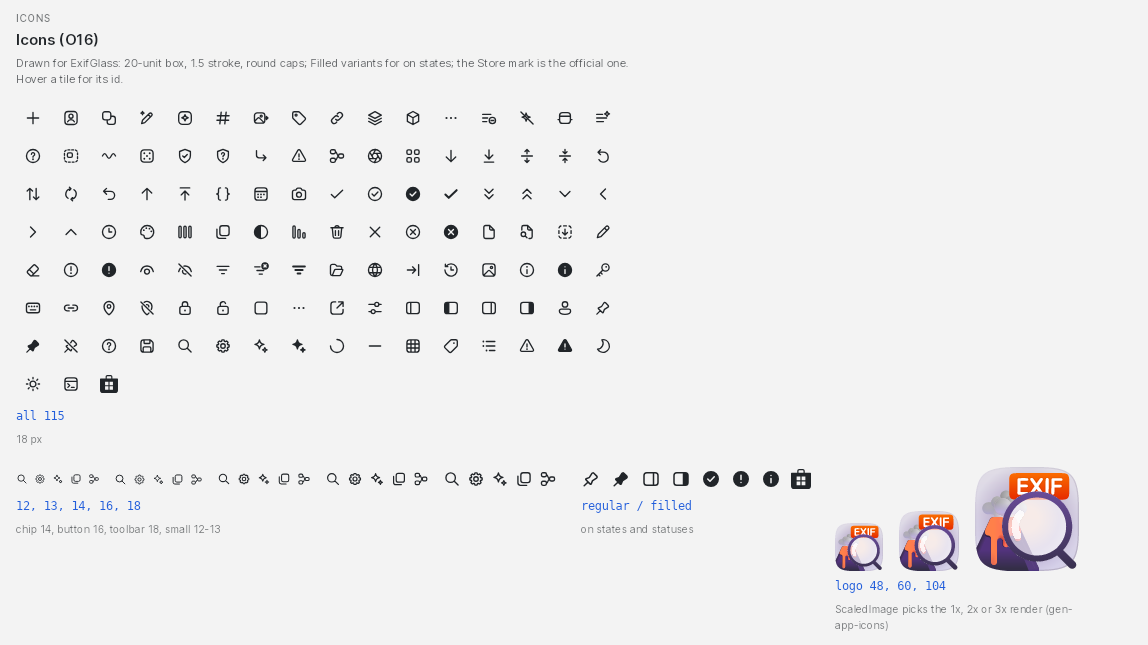 ICONS
Icons (O16)
Drawn for ExifGlass: 20-unit box, 1.5 stroke, round caps; Filled variants for on states; the Store mark is the official one.
Hover a tile for its id.
all 115
18 px
12, 13, 14, 16, 18
chip 14, button 16, toolbar 18, small 12-13
regular / filled
on states and statuses
EXIF
EXIF
EXIF
logo 48, 60, 104
ScaledImage picks the 1x, 2x or 3x render (gen-
app-icons)